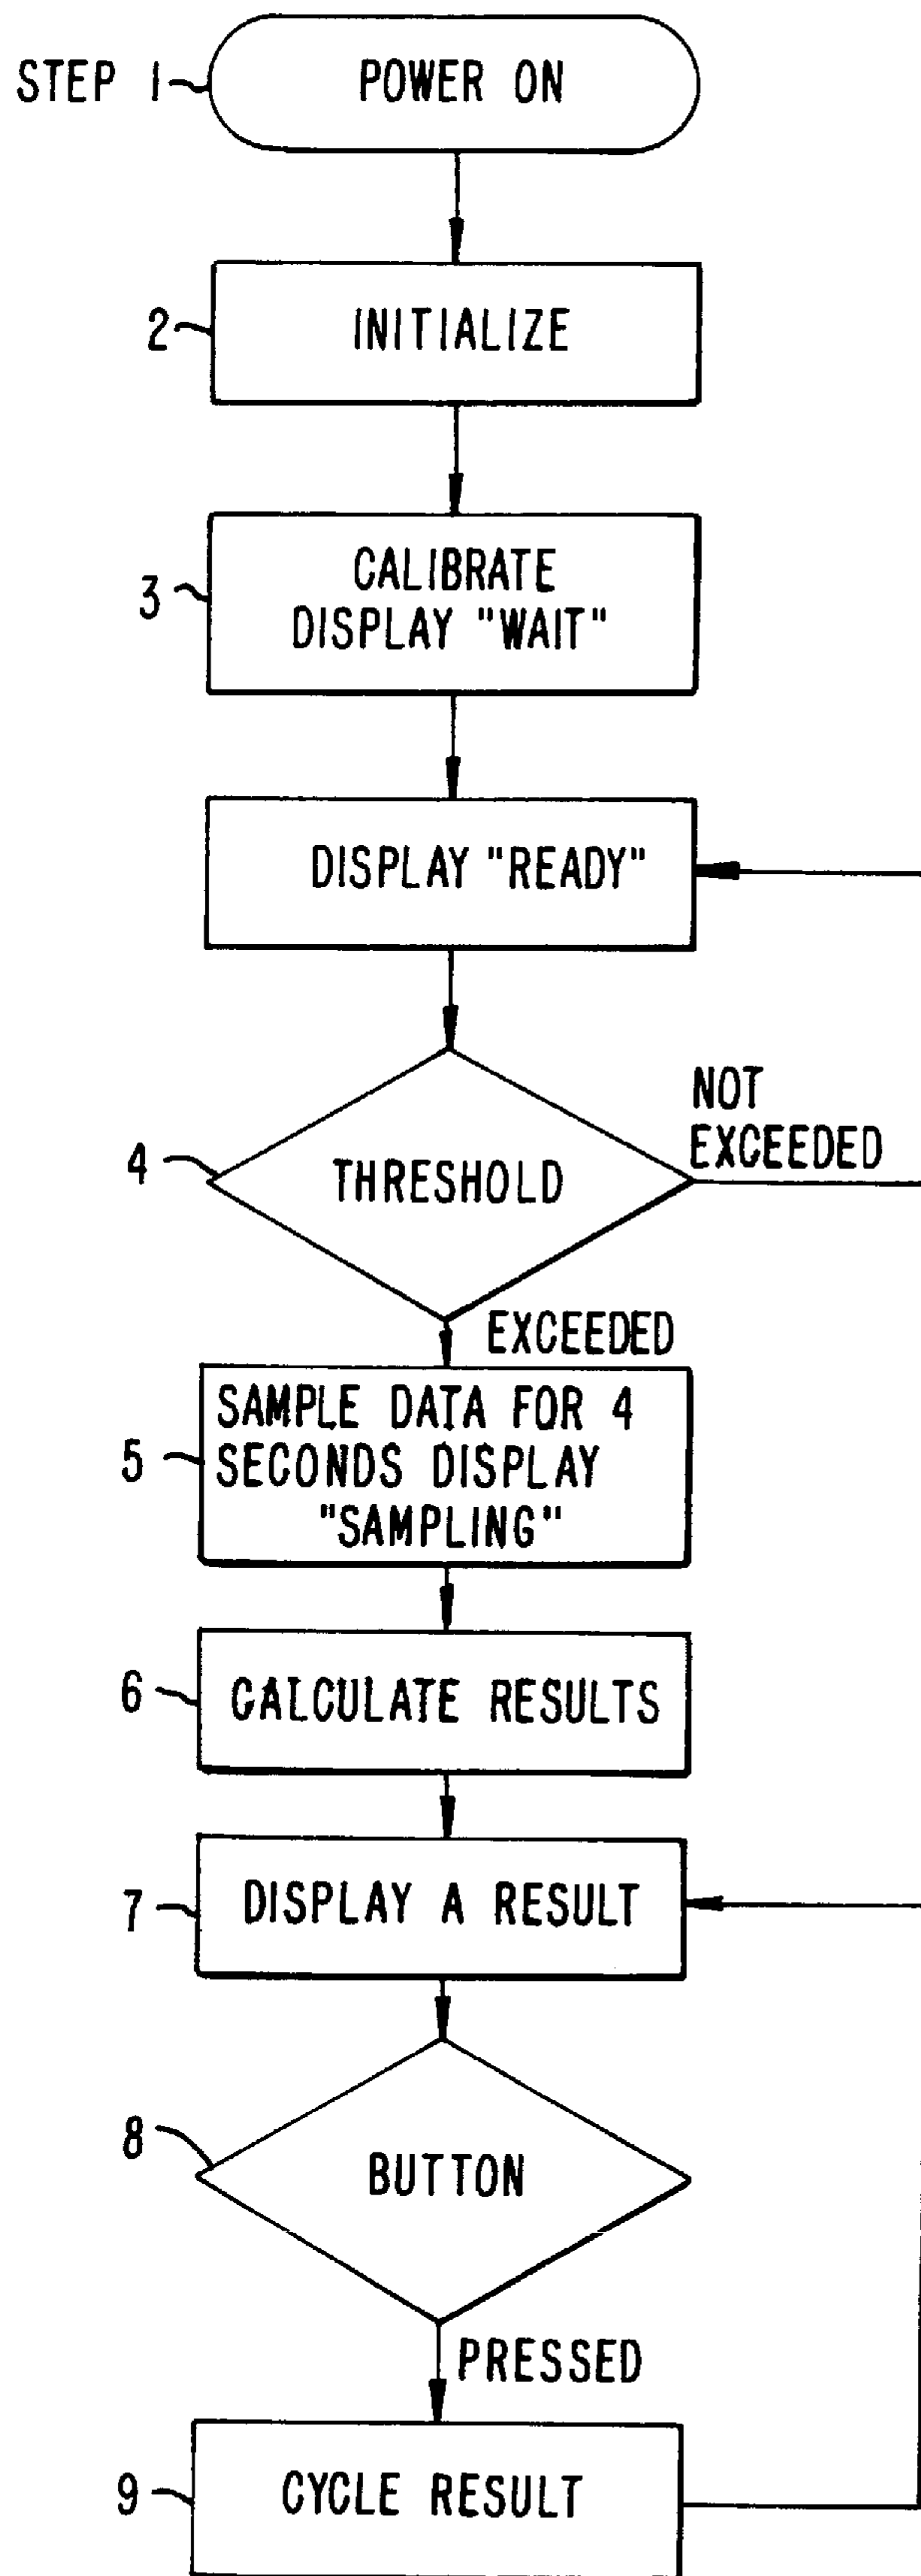 STEP 1
POWER ON
2
INITIALIZE
3
CALIBRATE
DISPLAY "WAIT"
DISPLAY "READY"
4
THRESHOLD
NOT
EXCEEDED
EXCEEDED
5
SAMPLE DATA FOR 4
SECONDS DISPLAY
"SAMPLING"
6
CALCULATE RESULTS
7
DISPLAY A RESULT
8
BUTTON
PRESSED
9
CYCLE RESULT